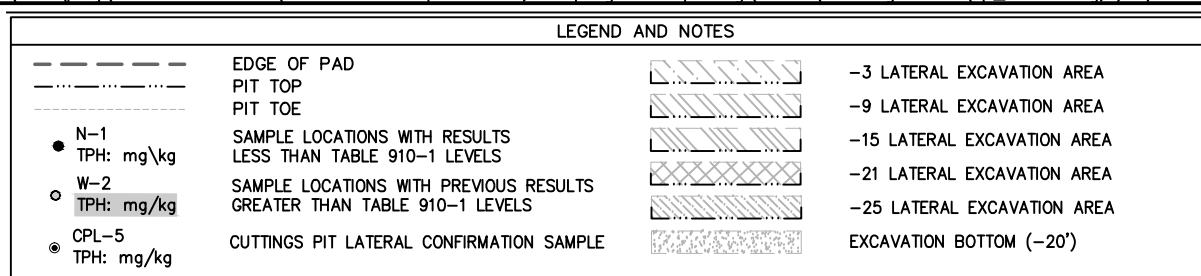 LEGEND AND NOTES
EDGE OF PAD
PIT TOP
PIT TOE
N-1
TPH: mg\kg
SAMPLE LOCATIONS WITH RESULTS
LESS THAN TABLE 910-1 LEVELS
W-2
TPH: mg/kg
SAMPLE LOCATIONS WITH PREVIOUS RESULTS
GREATER THAN TABLE 910-1 LEVELS
CPL-5
TPH: mg/kg
CUTTINGS PIT LATERAL CONFIRMATION SAMPLE
-3 LATERAL EXCAVATION AREA
-9 LATERAL EXCAVATION AREA
-15 LATERAL EXCAVATION AREA
-21 LATERAL EXCAVATION AREA
-25 LATERAL EXCAVATION AREA
EXCAVATION BOTTOM (-20')